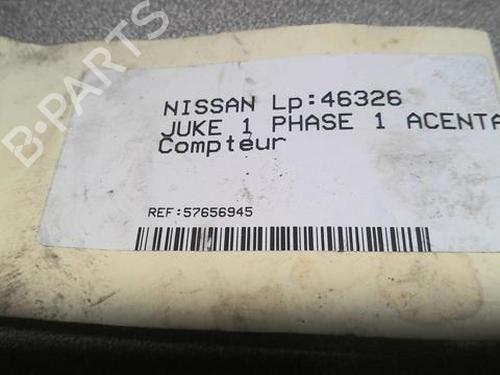 B-PARTS
NISSAN Lp:46326
JUKE 1 PHASE 1 ACENTA
Compteur
REF:57656945